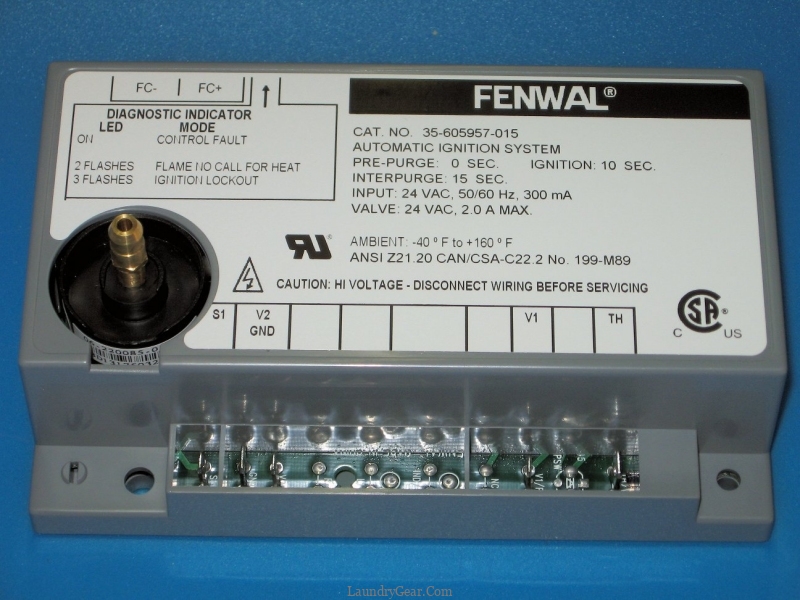 FC- FC+
FENWAL®
DIAGNOSTIC INDICATOR
LED MODE
ON CONTROL FAULT
2 FLASHES FLAME NO CALL FOR HEAT
3 FLASHES IGNITION LOCKOUT
CAT. NO. 35-605957-015
AUTOMATIC IGNITION SYSTEM
PRE-PURGE: 0 SEC. IGNITION: 10 SEC.
INTERPURGE: 15 SEC.
INPUT: 24 VAC, 50/60 Hz, 300 mA
VALVE: 24 VAC, 2.0 A MAX.
AMBIENT: -40 º F to +160 º F
ANSI Z21.20 CAN/CSA-C22.2 No. 199-M89
CAUTION: HI VOLTAGE - DISCONNECT WIRING BEFORE SERVICING
S1 V2 V1 TH
GND
C SA US
LaundryGear.Com